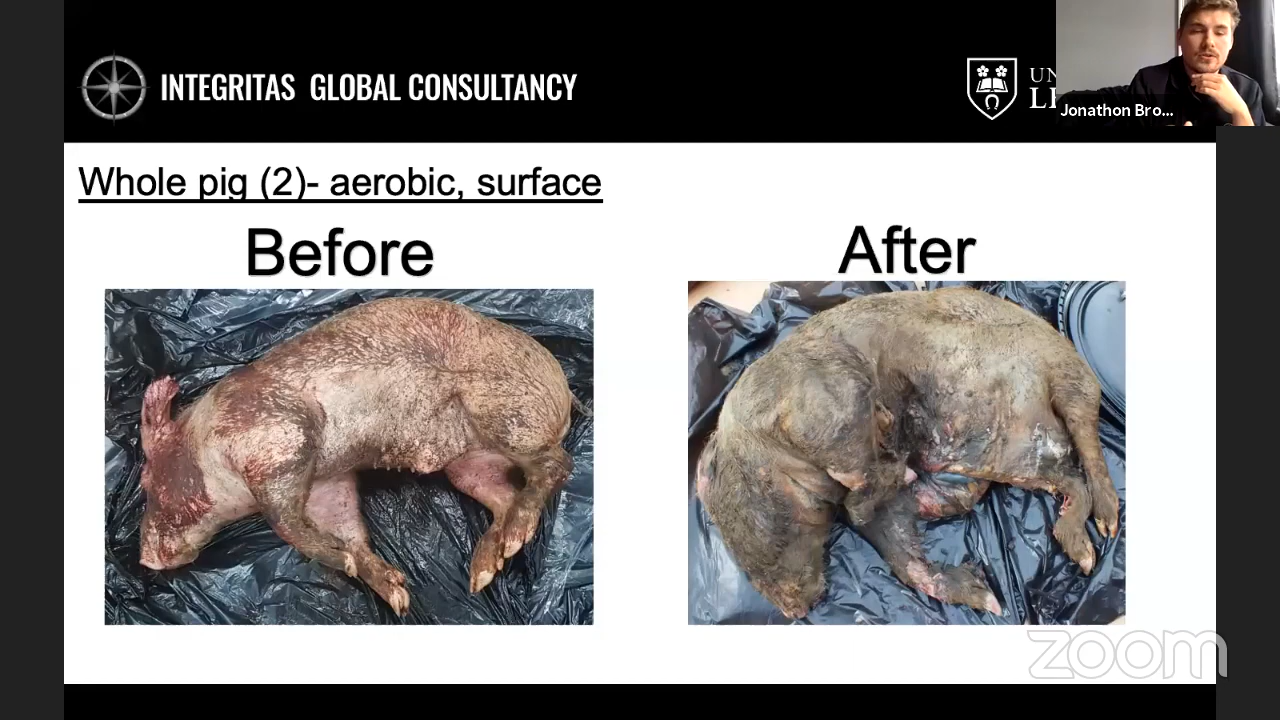 INTEGRITAS GLOBAL CONSULTANCY
Jonathon Bro...
Whole pig (2)- aerobic, surface
Before
After
zoom